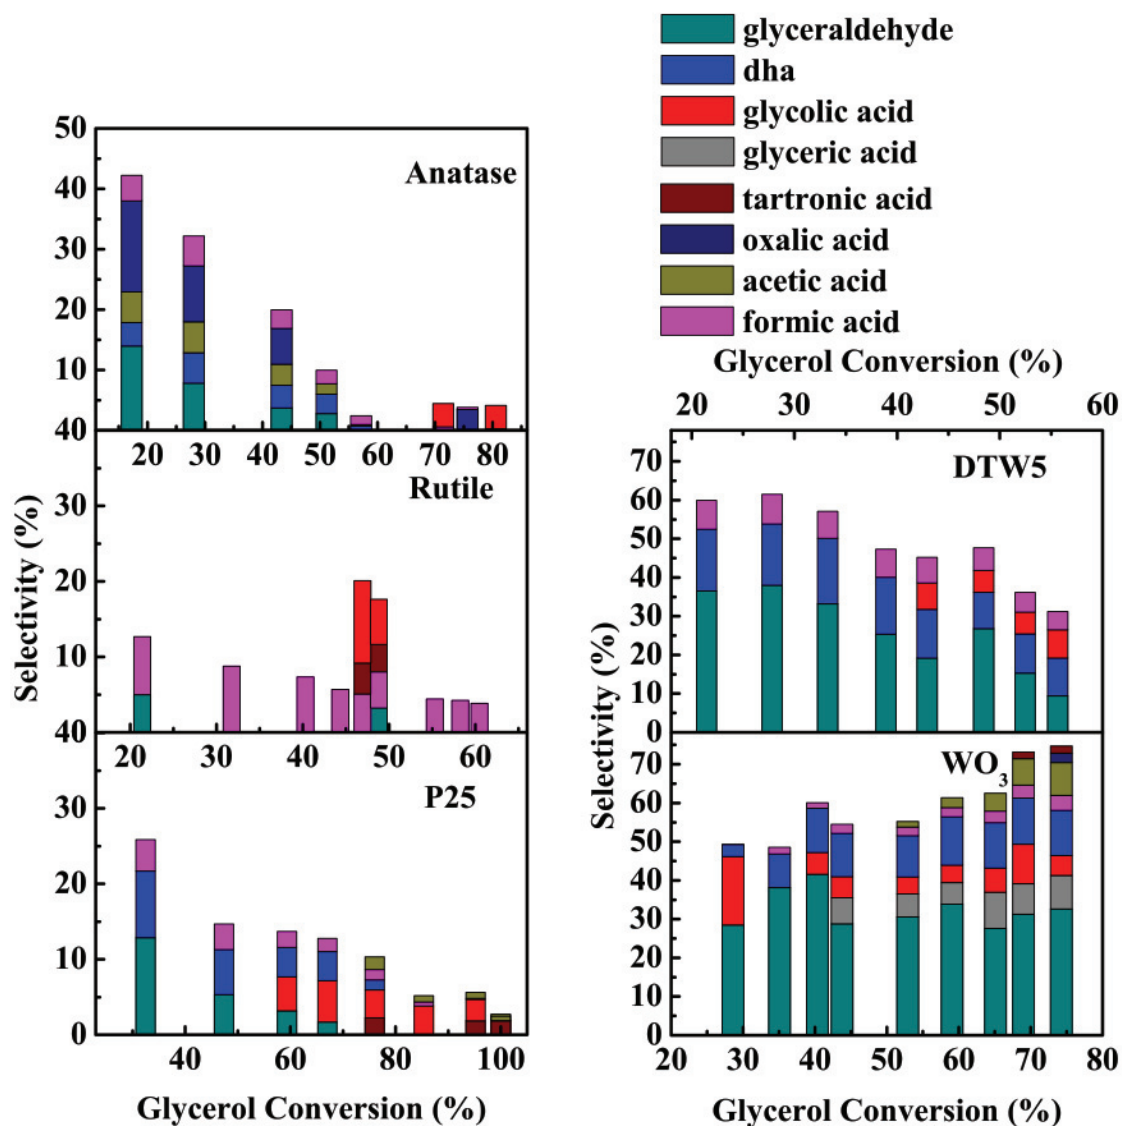 glyceraldehyde
dha
glycolic acid
glyceric acid
tartronic acid
oxalic acid
acetic acid
formic acid
Selectivity (%)
50
40
30
20
10
40
Anatase
20 30 40 50 60 70 80
30
20
10
40
Rutile
20 30 40 50 60
30
20
10
0
P25
40 60 80 100
Glycerol Conversion (%)
Glycerol Conversion (%)
20 30 40 50 60
Selectivity (%)
70
60
50
40
30
20
10
0
DTW5
70
60
50
40
30
20
10
0
WO3
20 30 40 50 60 70 80
Glycerol Conversion (%)